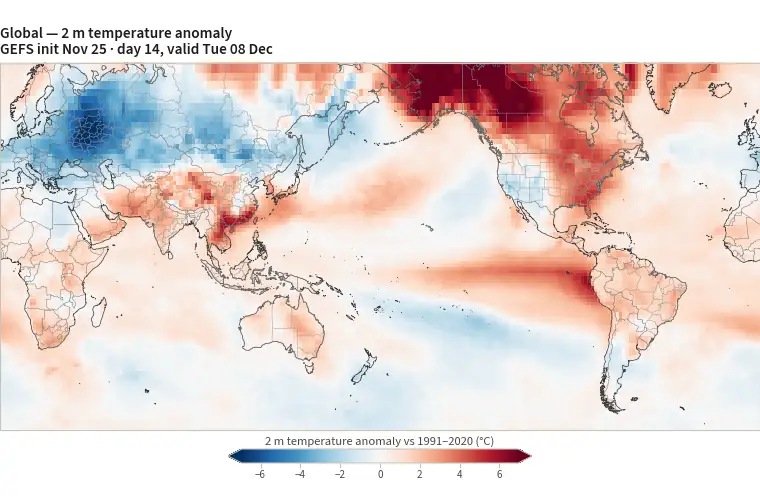 Global — 2 m temperature anomaly
GEFS init Nov 25 · day 14, valid Tue 08 Dec
2 m temperature anomaly vs 1991–2020 (°C)
−6 −4 −2 0 2 4 6